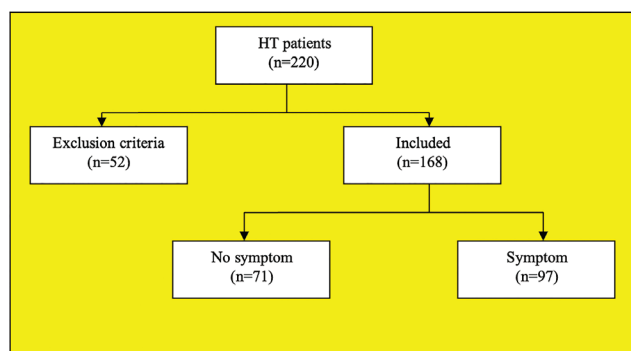 HT patients
(n=220)
Exclusion criteria
(n=52)
Included
(n=168)
No symptom
(n=71)
Symptom
(n=97)